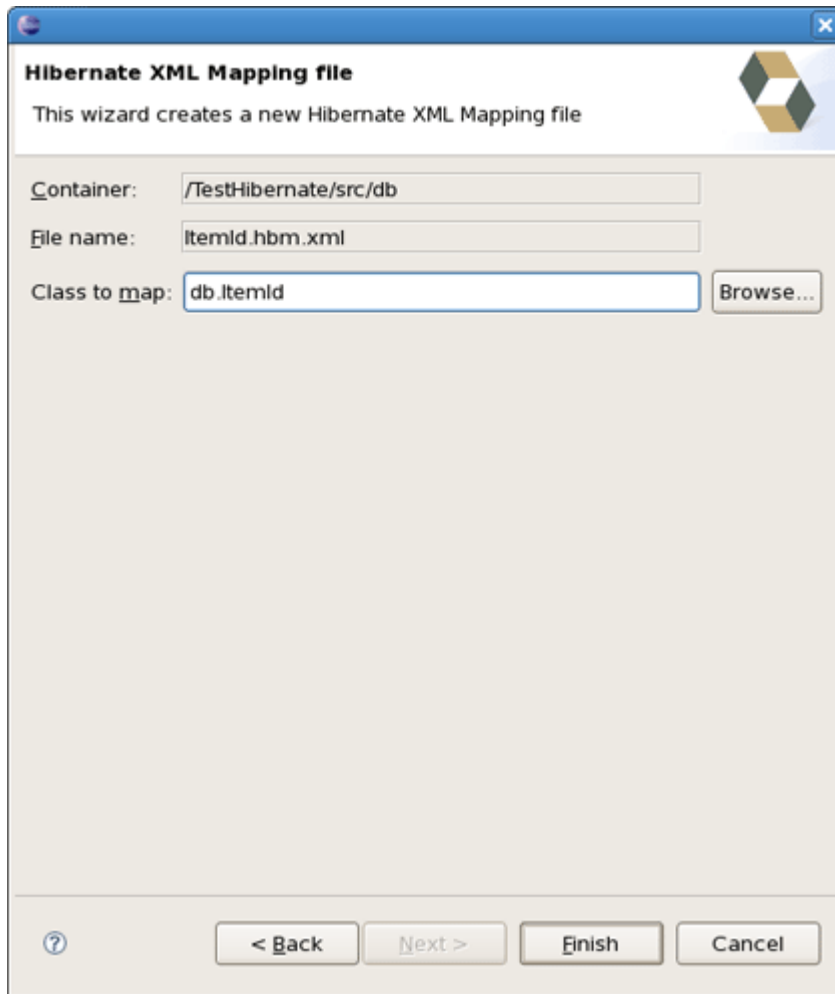 Hibernate XML Mapping file
This wizard creates a new Hibernate XML Mapping file
Container: /TestHibernate/src/db
File name: ItemId.hbm.xml
Class to map: db.ItemId Browse...
< Back Next > Finish Cancel